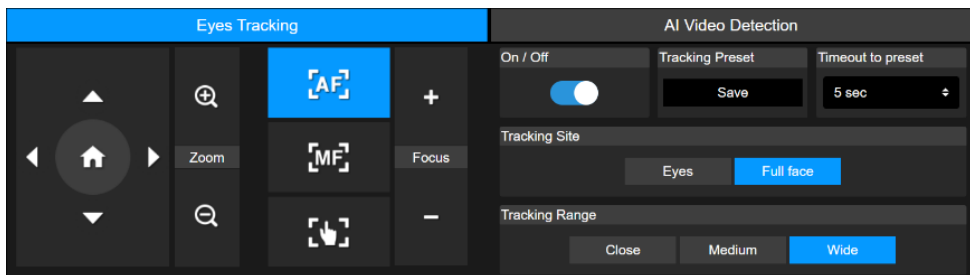 Eyes Tracking
AI Video Detection
On / Off
Tracking Preset
Timeout to preset
AF
Save
5 sec
Tracking Site
Zoom
MF
Focus
Eyes
Full face
Tracking Range
Close
Medium
Wide